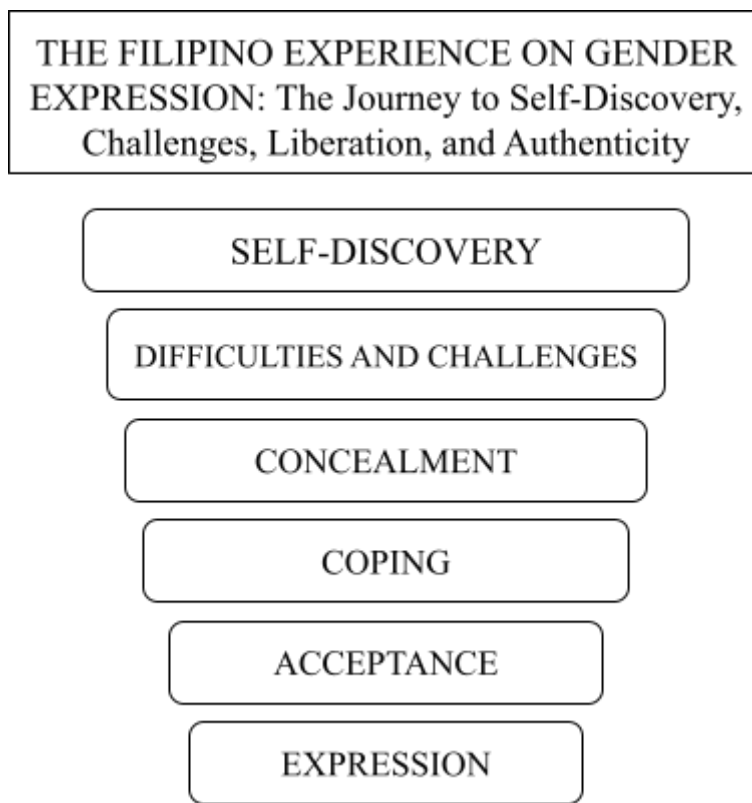 THE FILIPINO EXPERIENCE ON GENDER
EXPRESSION: The Journey to Self-Discovery,
Challenges, Liberation, and Authenticity
SELF-DISCOVERY
DIFFICULTIES AND CHALLENGES
CONCEALMENT
COPING
ACCEPTANCE
EXPRESSION